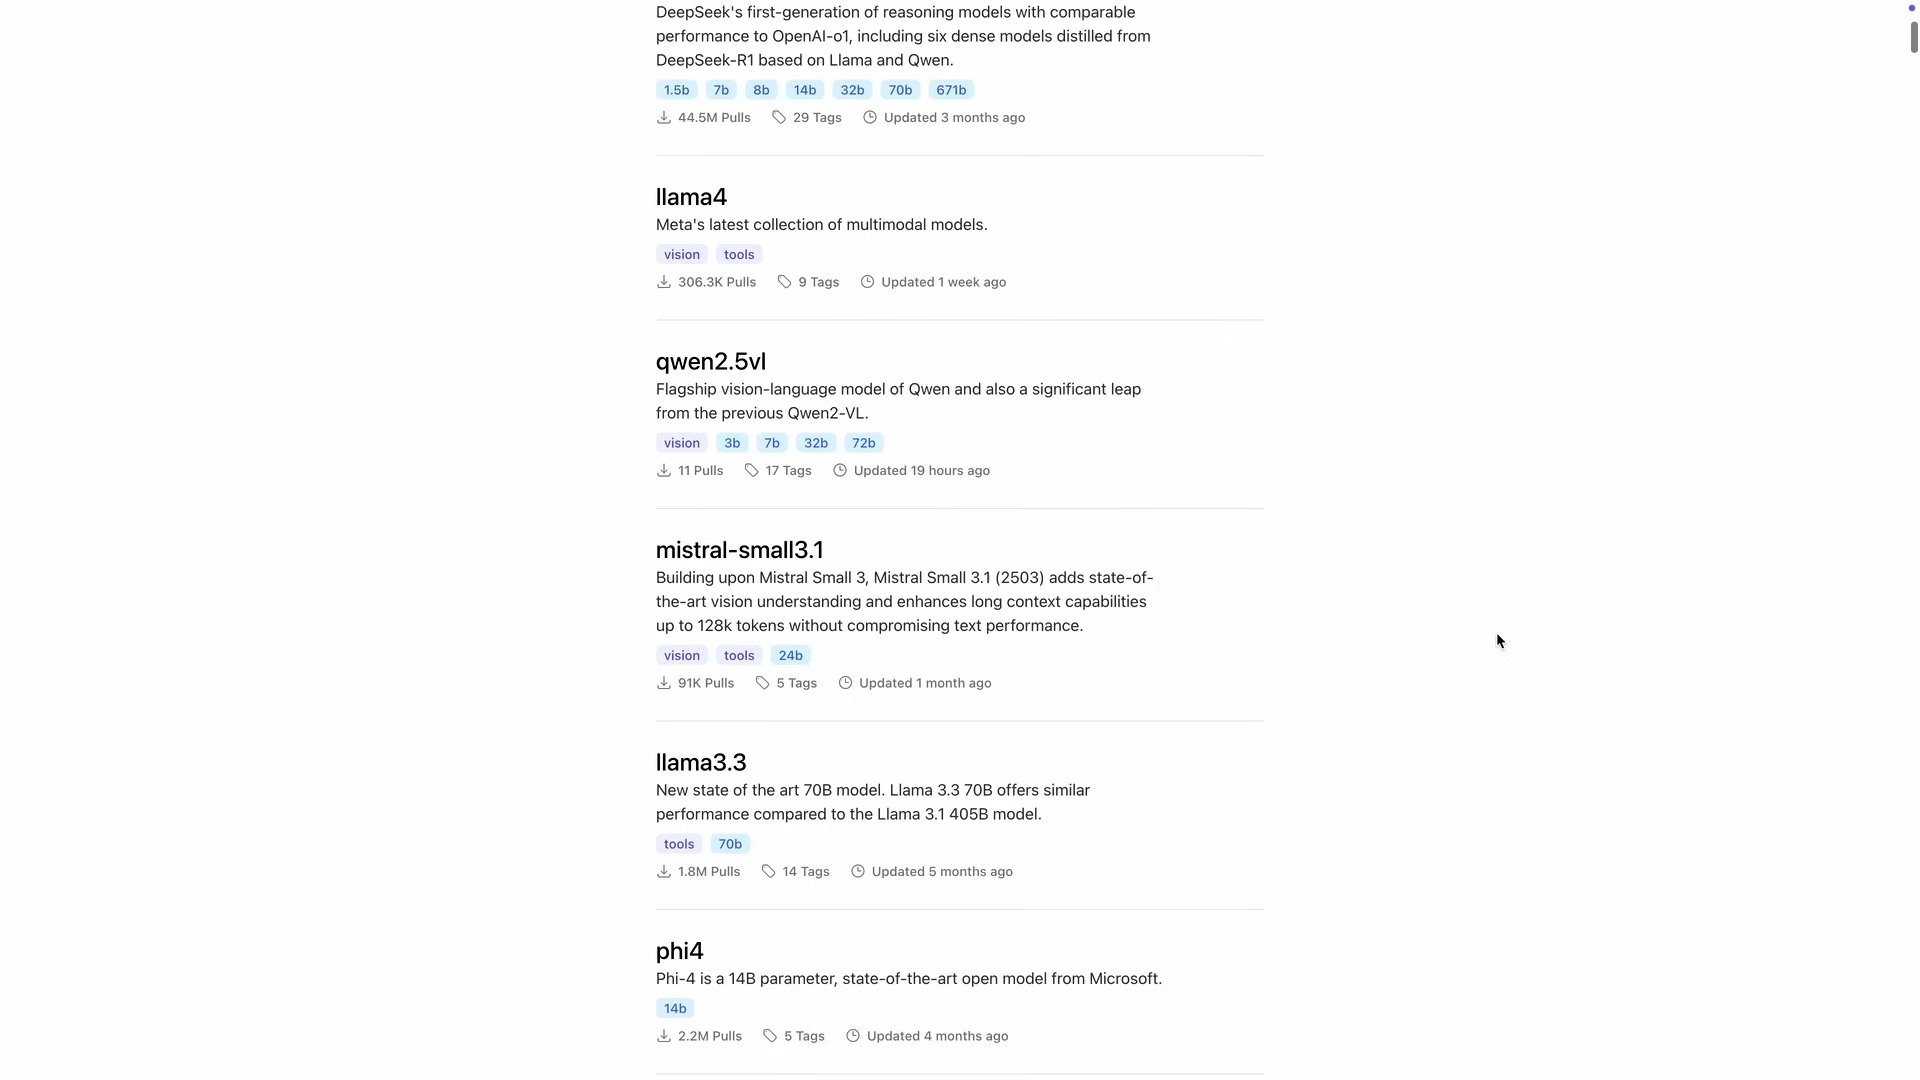 DeepSeek's first-generation of reasoning models with comparable
performance to OpenAI-o1, including six dense models distilled from
DeepSeek-R1 based on Llama and Qwen.
1.5b 7b 8b 14b 32b 70b 671b
44.5M Pulls 29 Tags Updated 3 months ago
llama4
Meta's latest collection of multimodal models.
vision tools
306.3K Pulls 9 Tags Updated 1 week ago
qwen2.5vl
Flagship vision-language model of Qwen and also a significant leap
from the previous Qwen2-VL.
vision 3b 7b 32b 72b
11 Pulls 17 Tags Updated 19 hours ago
mistral-small3.1
Building upon Mistral Small 3, Mistral Small 3.1 (2503) adds state-of-
the-art vision understanding and enhances long context capabilities
up to 128k tokens without compromising text performance.
vision tools 24b
91K Pulls 5 Tags Updated 1 month ago
llama3.3
New state of the art 70B model. Llama 3.3 70B offers similar
performance compared to the Llama 3.1 405B model.
tools 70b
1.8M Pulls 14 Tags Updated 5 months ago
phi4
Phi-4 is a 14B parameter, state-of-the-art open model from Microsoft.
14b
2.2M Pulls 5 Tags Updated 4 months ago